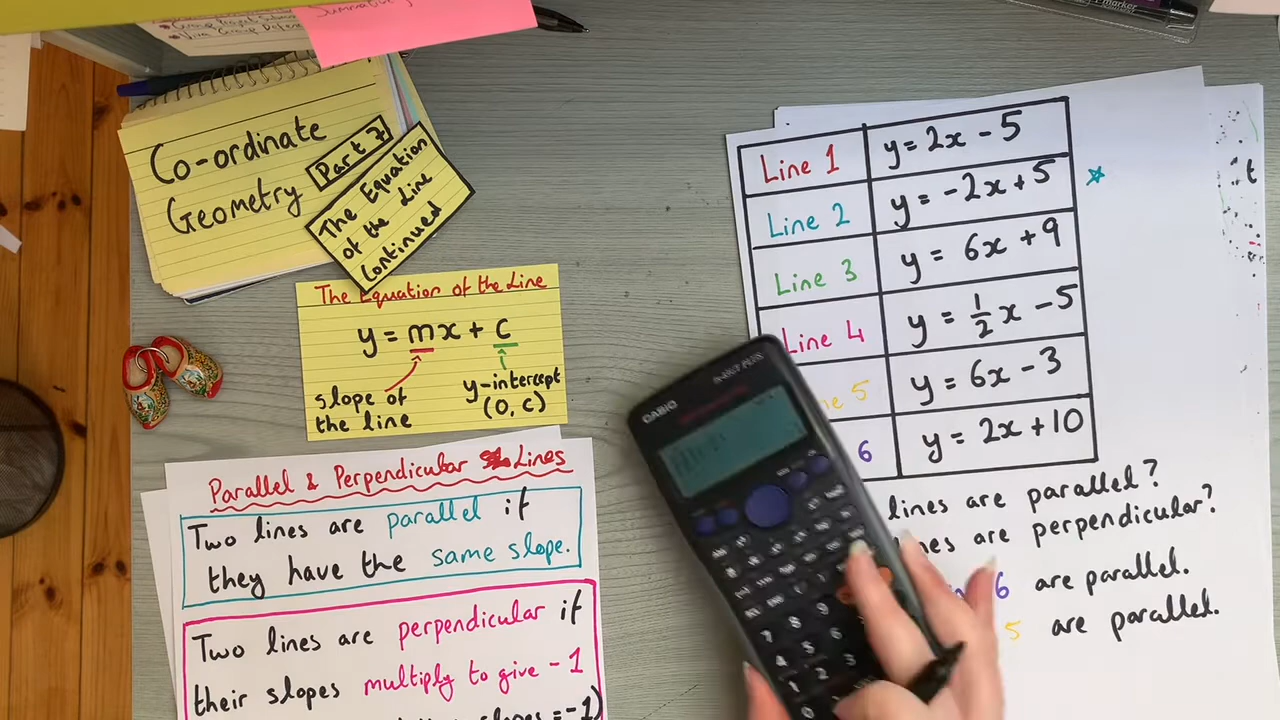 Co-ordinate
Geometry
Part 7
The Equation
of the Line
Continued
The Equation of the Line
y = mx + c
slope of
the line
y-intercept
(0, c)
Parallel & Perpendicular Lines
Two lines are parallel if
they have the same slope.
Two lines are perpendicular if
their slopes multiply to give -1
= -1)
Line 1 y = 2x - 5
Line 2 y = -2x + 5
Line 3 y = 6x + 9
Line 4 y = 1/2 x - 5
5 y = 6x - 3
6 y = 2x + 10
lines are parallel?
are perpendicular?
6 are parallel.
5 are parallel.
CASIO